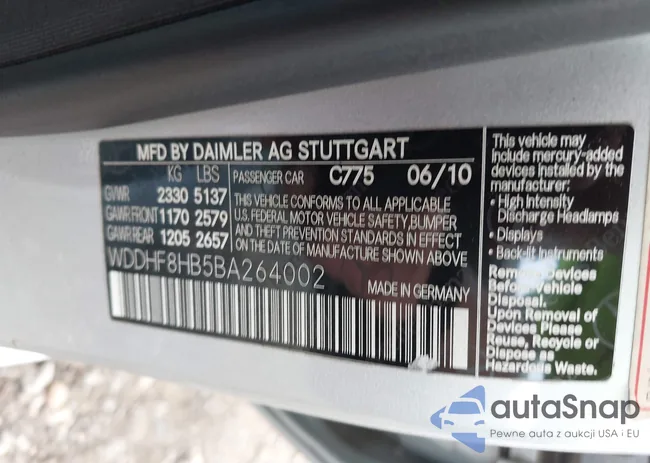 MFD BY DAIMLER AG STUTTGART
KG LBS
GVWR 2330 5137
GAWR FRONT 1170 2579
GAWR REAR 1205 2657
PASSENGER CAR C775 06/10
THIS VEHICLE CONFORMS TO ALL APPLICABLE
U.S. FEDERAL MOTOR VEHICLE SAFETY, BUMPER
AND THEFT PREVENTION STANDARDS IN EFFECT
ON THE DATE OF MANUFACTURE SHOWN ABOVE.
WDDHF8HB5BA264002
MADE IN GERMANY
This vehicle may
include mercury-added
devices installed by
the manufacturer:
• High Intensity
Discharge Headlamps
• Displays
• Back-lit Instruments
Remove Devices
Before Vehicle
Disposal.
Upon Removal of
Devices Please
Reuse, Recycle or
Dispose as
Hazardous Waste.
autaSnap
Pewne auta z aukcji USA i EU